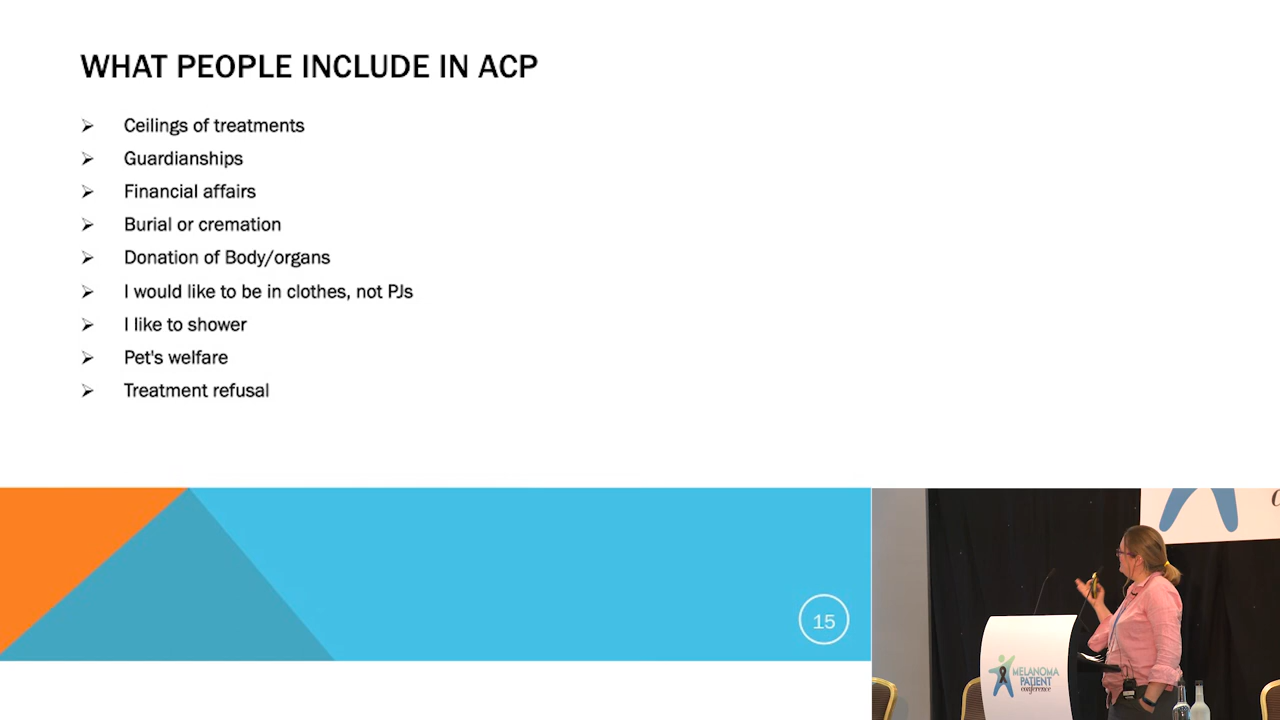 WHAT PEOPLE INCLUDE IN ACP
Ceilings of treatments
Guardianships
Financial affairs
Burial or cremation
Donation of Body/organs
I would like to be in clothes, not PJs
I like to shower
Pet's welfare
Treatment refusal
15
MELANOMA
PATIENT
conference